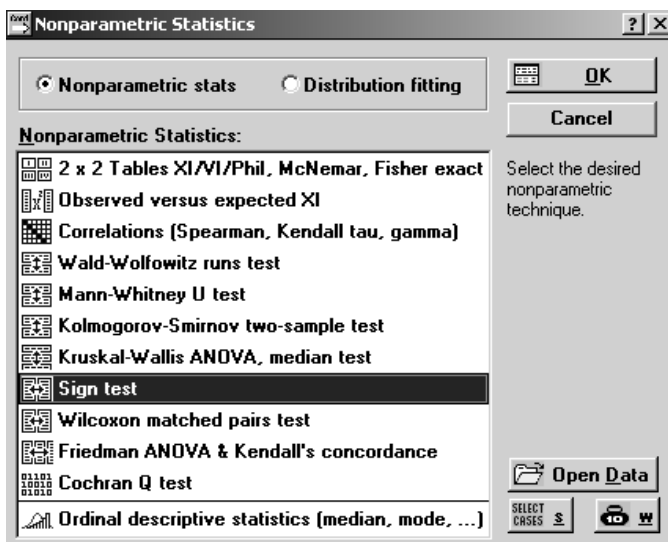 Nonparametric Statistics
Nonparametric stats
Distribution fitting
OK
Cancel
Nonparametric Statistics:
2 x 2 Tables XI/VI/Phil, McNemar, Fisher exact
Observed versus expected XI
Correlations (Spearman, Kendall tau, gamma)
Wald-Wolfowitz runs test
Mann-Whitney U test
Kolmogorov-Smirnov two-sample test
Kruskal-Wallis ANOVA, median test
Sign test
Wilcoxon matched pairs test
Friedman ANOVA & Kendall's concordance
Cochran Q test
Ordinal descriptive statistics (median, mode, ...)
Select the desired
nonparametric
technique.
Open Data
SELECT
CASES S
W